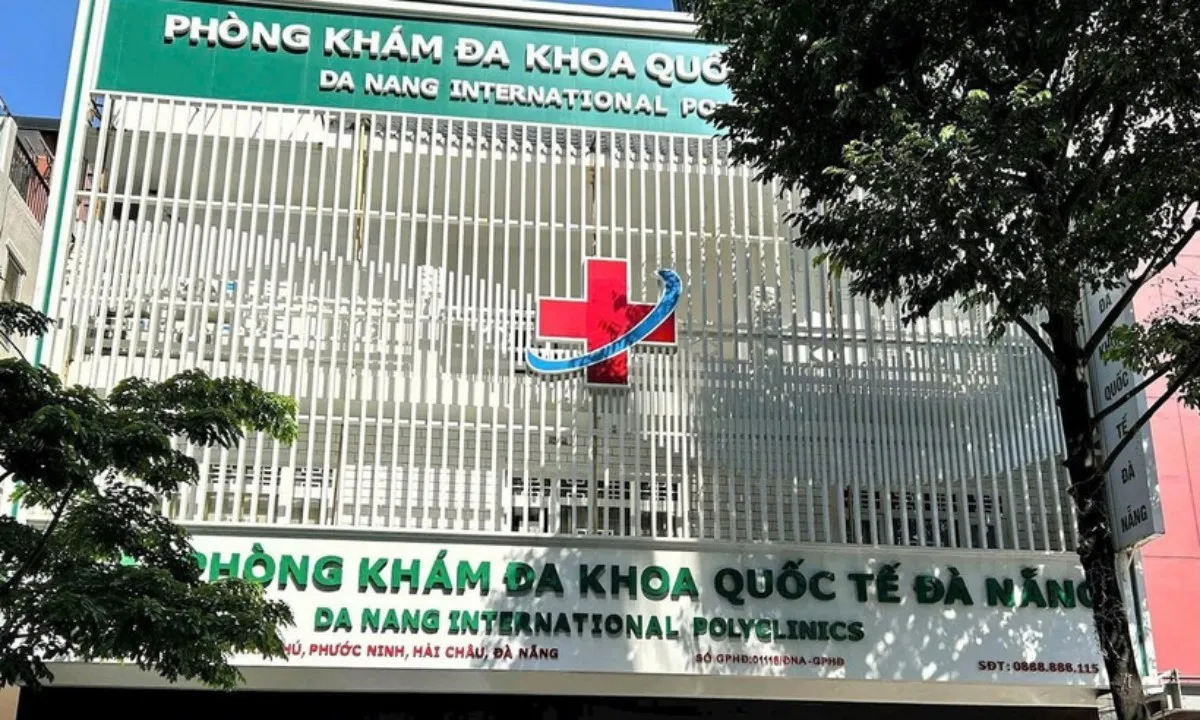 PHÒNG KHÁM ĐA KHOA QUỐ
DA NANG INTERNATIONAL PO
PHÒNG KHÁM ĐA KHOA QUỐC TẾ ĐÀ NẴNG
DA NANG INTERNATIONAL POLYCLINICS
HÚ, PHƯỚC NINH, HẢI CHÂU, ĐÀ NẴNG
SỐ GPHĐ:01116/ĐNA-GPHĐ
SĐT: 0888.888.115
ĐA
QUỐC
TẾ
ĐÀ
NẴNG